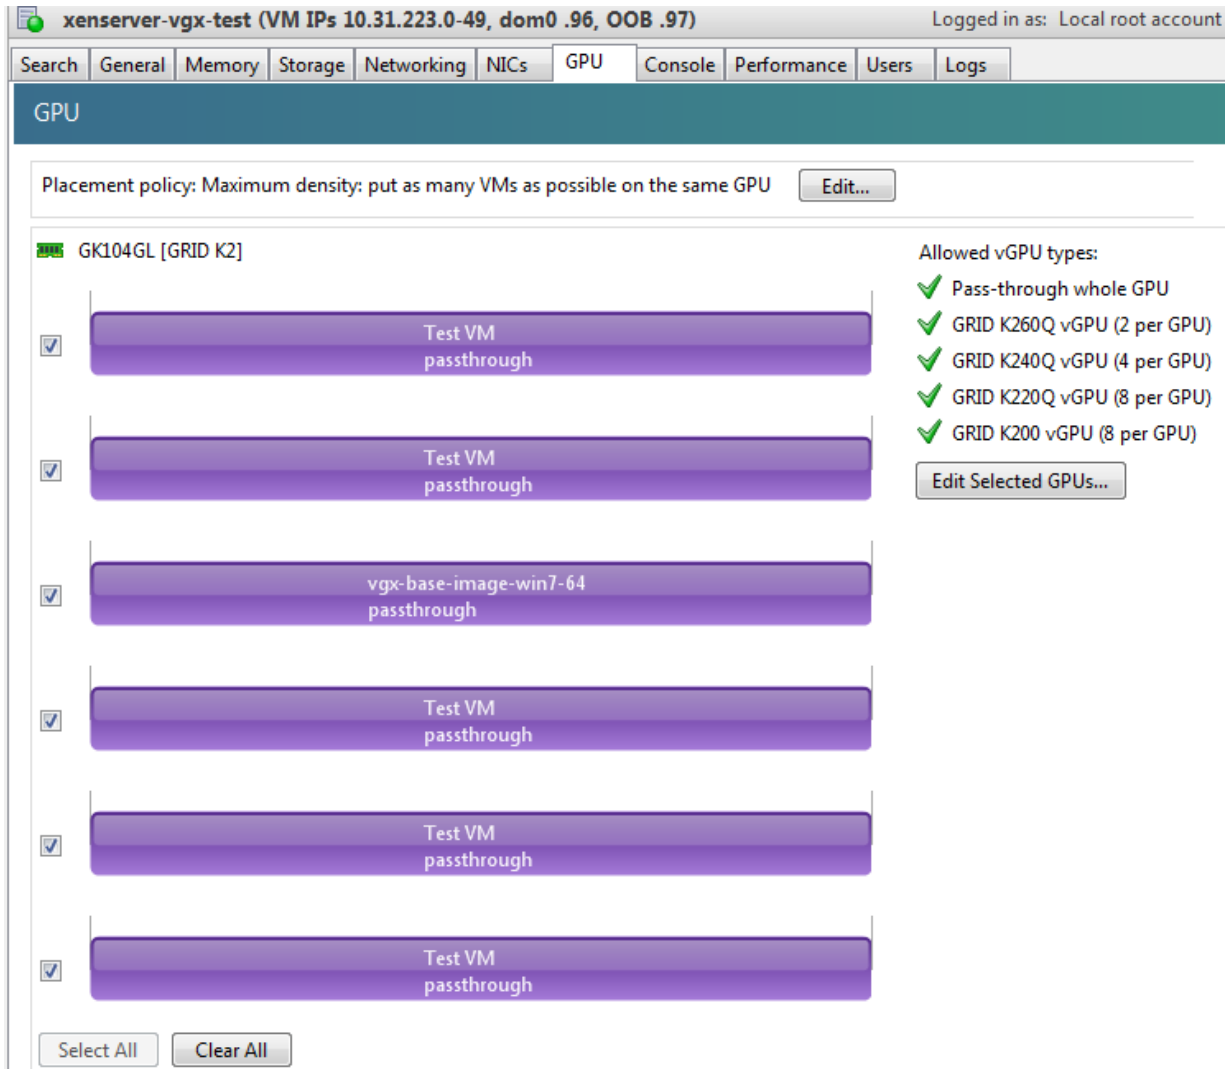 xenserver-vgx-test (VM IPs 10.31.223.0-49, dom0 .96, OOB .97) Logged in as: Local root account
Search General Memory Storage Networking NICs GPU Console Performance Users Logs
GPU
Placement policy: Maximum density: put as many VMs as possible on the same GPU Edit...
GK104GL [GRID K2]
Test VM
passthrough
Test VM
passthrough
vgx-base-image-win7-64
passthrough
Test VM
passthrough
Test VM
passthrough
Test VM
passthrough
Select All Clear All
Allowed vGPU types:
Pass-through whole GPU
GRID K260Q vGPU (2 per GPU)
GRID K240Q vGPU (4 per GPU)
GRID K220Q vGPU (8 per GPU)
GRID K200 vGPU (8 per GPU)
Edit Selected GPUs...